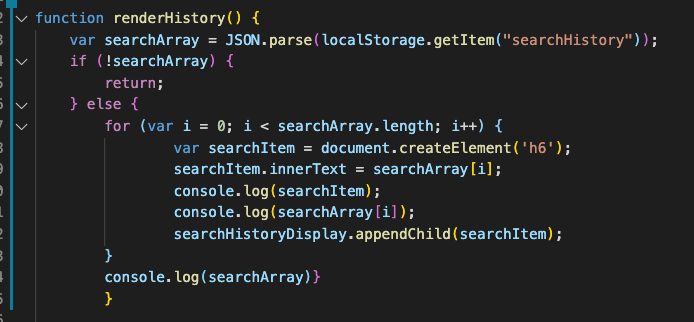 function renderHistory() {
    var searchArray = JSON.parse(localStorage.getItem("searchHistory"));
    if (!searchArray) {
        return;
    } else {
        for (var i = 0; i < searchArray.length; i++) {
                var searchItem = document.createElement('h6');
                searchItem.innerText = searchArray[i];
                console.log(searchItem);
                console.log(searchArray[i]);
                searchHistoryDisplay.appendChild(searchItem);
        }
        console.log(searchArray)}
        }